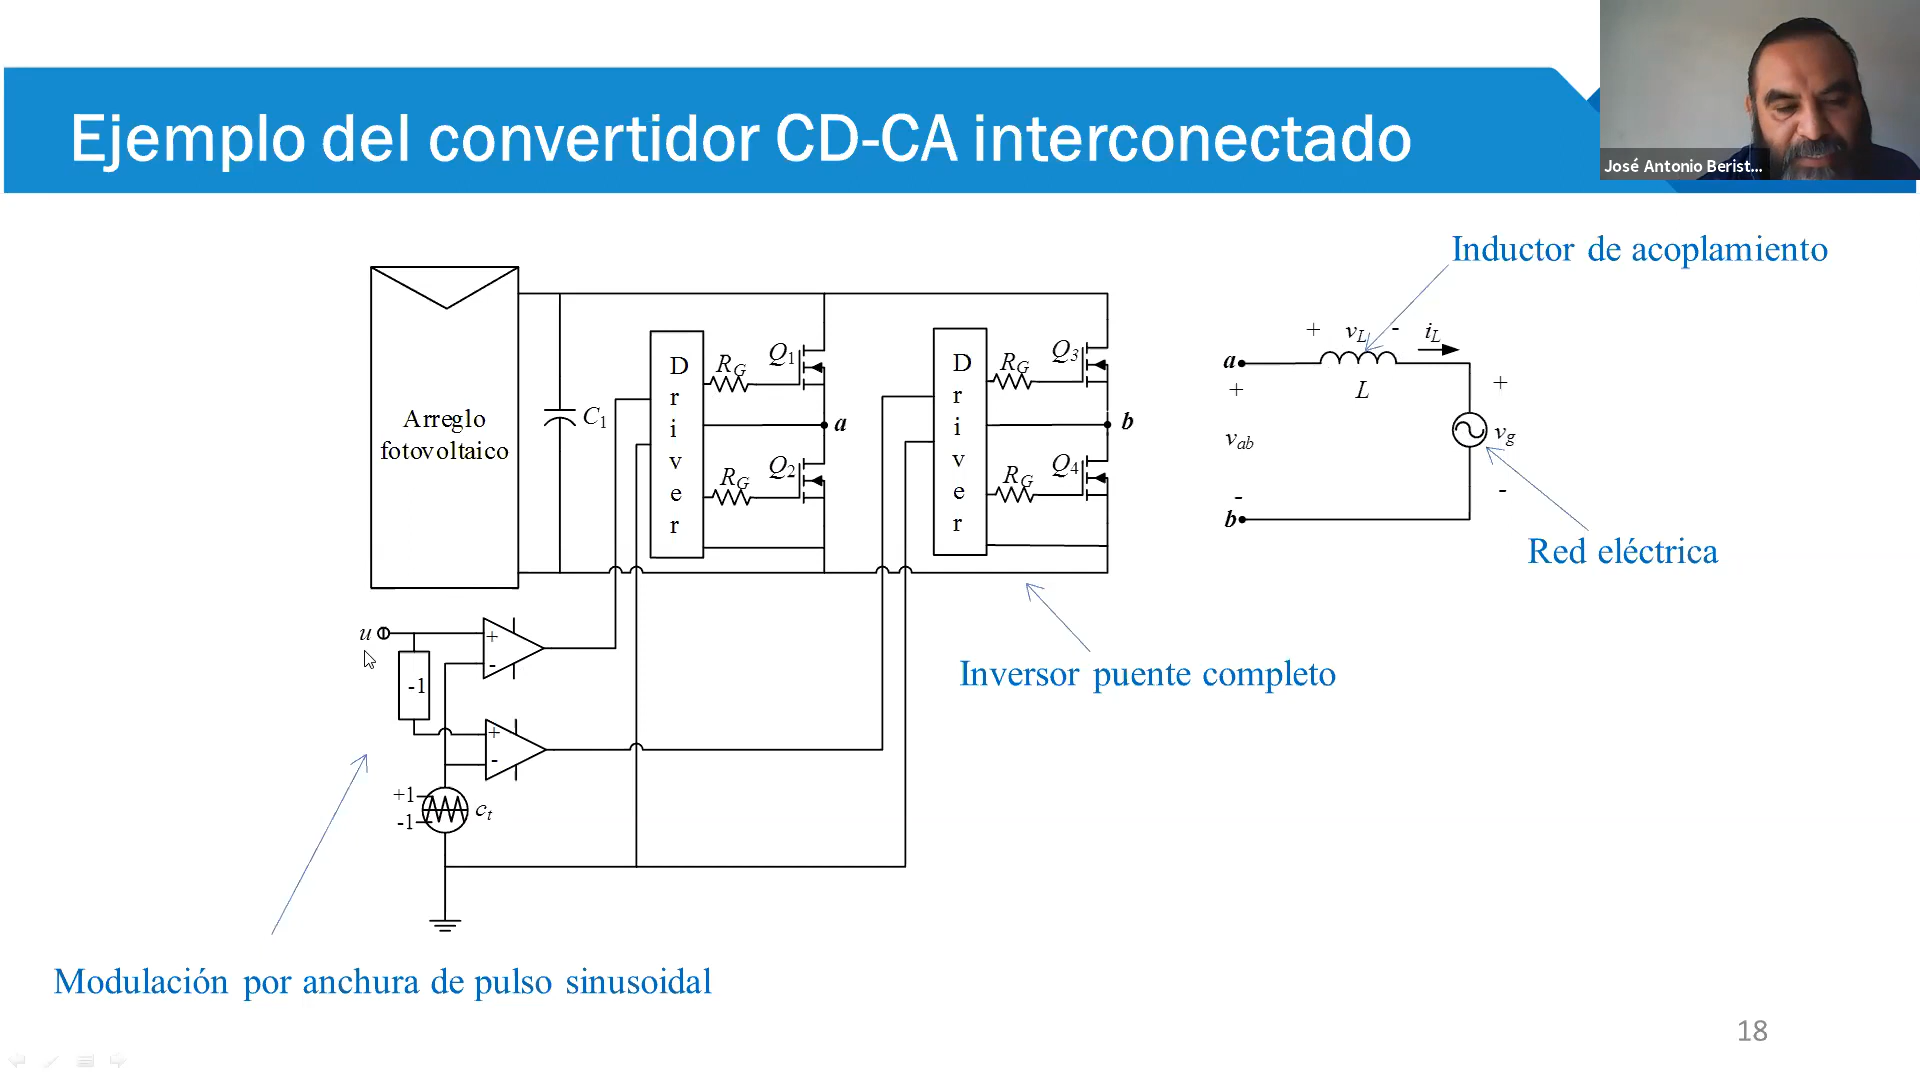 Ejemplo del convertidor CD-CA interconectado
José Antonio Berist...
Inductor de acoplamiento
+ vL - iL
a
L
+
+
vab
vg
-
-
b
Red eléctrica
Arreglo
fotovoltaico
C1
Driver
RG
Q1
a
RG
Q2
Driver
RG
Q3
b
RG
Q4
Inversor puente completo
u
+
-
-1
+
-
+1
-1
ct
Modulación por anchura de pulso sinusoidal
18